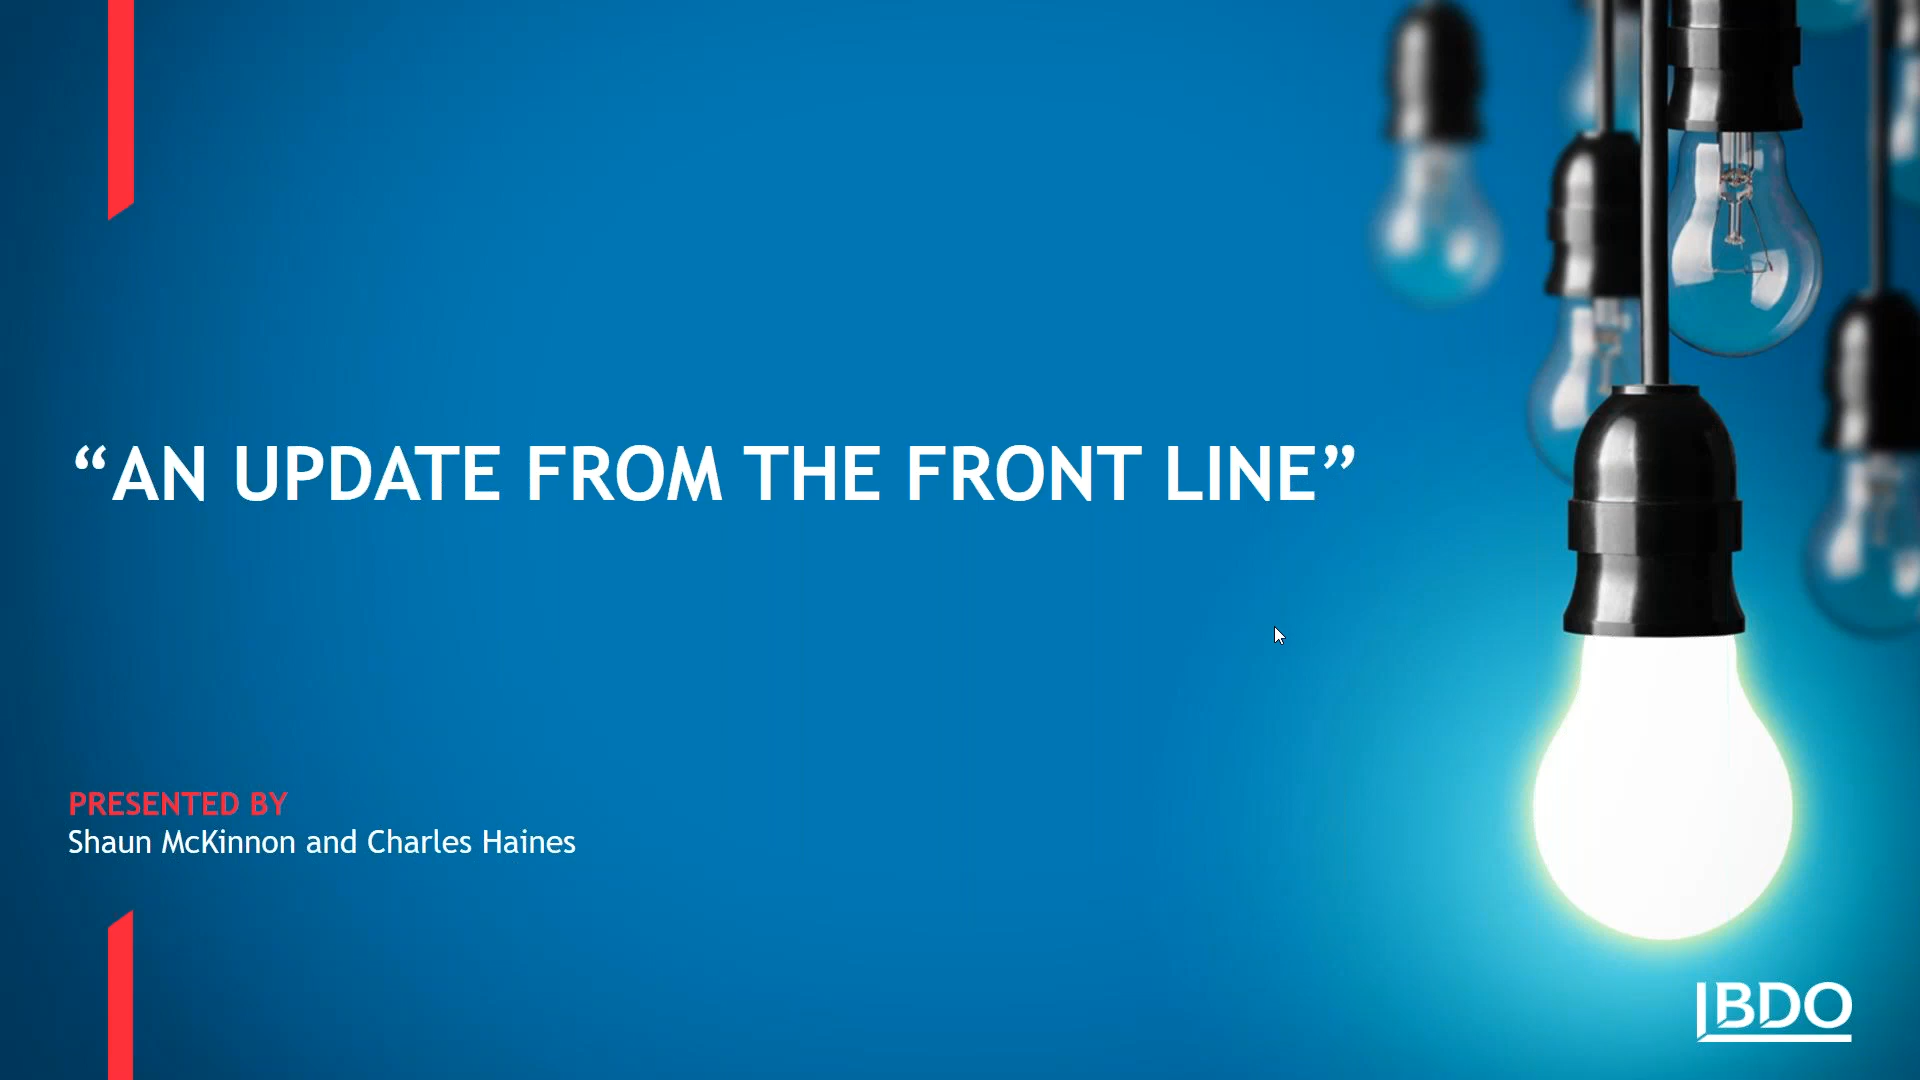 “AN UPDATE FROM THE FRONT LINE”
PRESENTED BY
Shaun McKinnon and Charles Haines
BDO